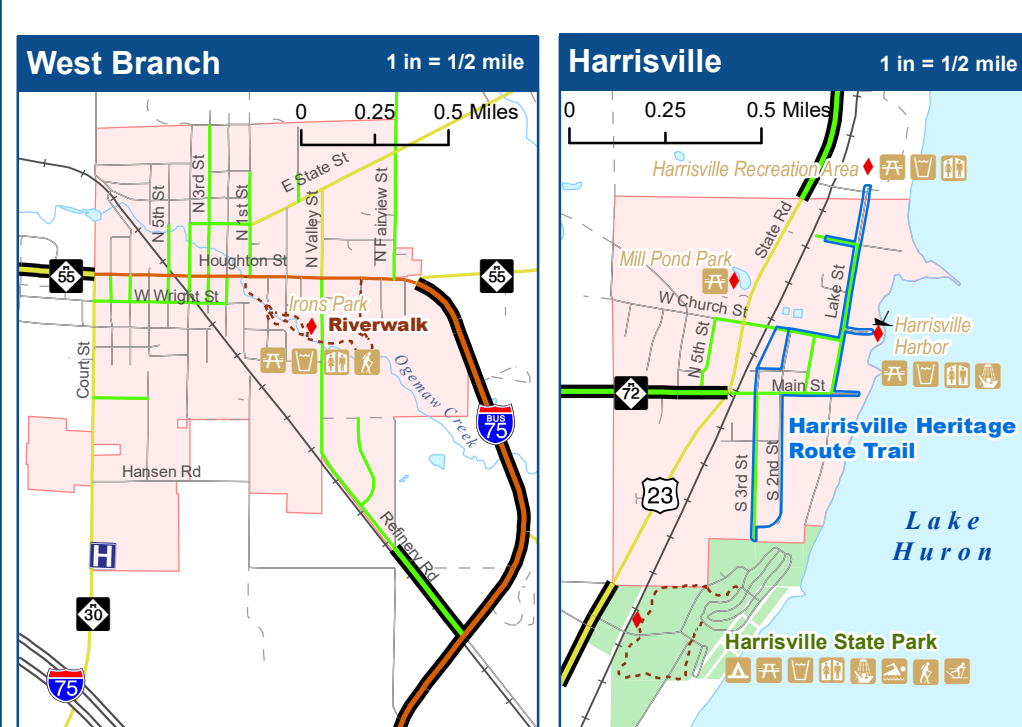 West Branch
1 in = 1/2 mile
0
0.25
0.5 Miles
N 3rd St
E State St
N 5th St
N 1st St
N Valley St
N Fairview St
Houghton St
M
55
M
55
W Wright St
Irons Park
Riverwalk
Court St
Ogemaw Creek
BUS
75
Hansen Rd
Refinery Rd
H
M
30
75
Harrisville
1 in = 1/2 mile
0
0.25
0.5 Miles
Harrisville Recreation Area
State Rd
Mill Pond Park
Lake St
W Church St
Harrisville
Harbor
N 5th St
M
72
Main St
Harrisville Heritage
Route Trail
S 3rd St
S 2nd St
23
Lake
Huron
Harrisville State Park